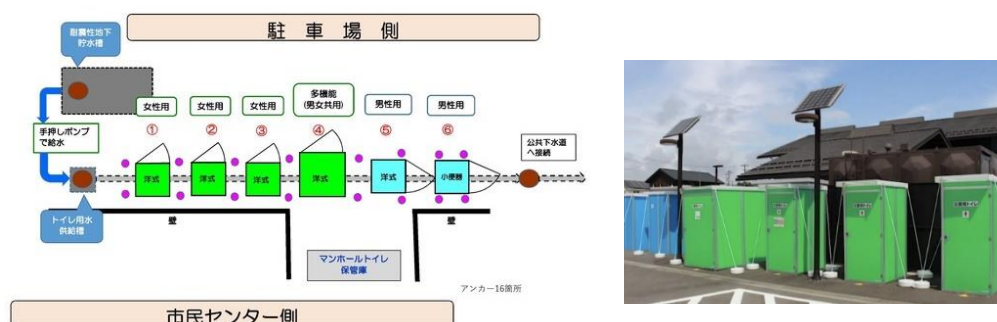 駐車場側
耐震性地下
貯水槽
女性用
女性用
女性用
多機能
(男女共用)
男性用
男性用
①
②
③
④
⑤
⑥
手押しポンプ
で給水
公共下水道
へ接続
洋式
洋式
洋式
洋式
洋式
小便器
トイレ用水
供給槽
壁
壁
マンホールトイレ
保管庫
アンカー16箇所
市民センター側